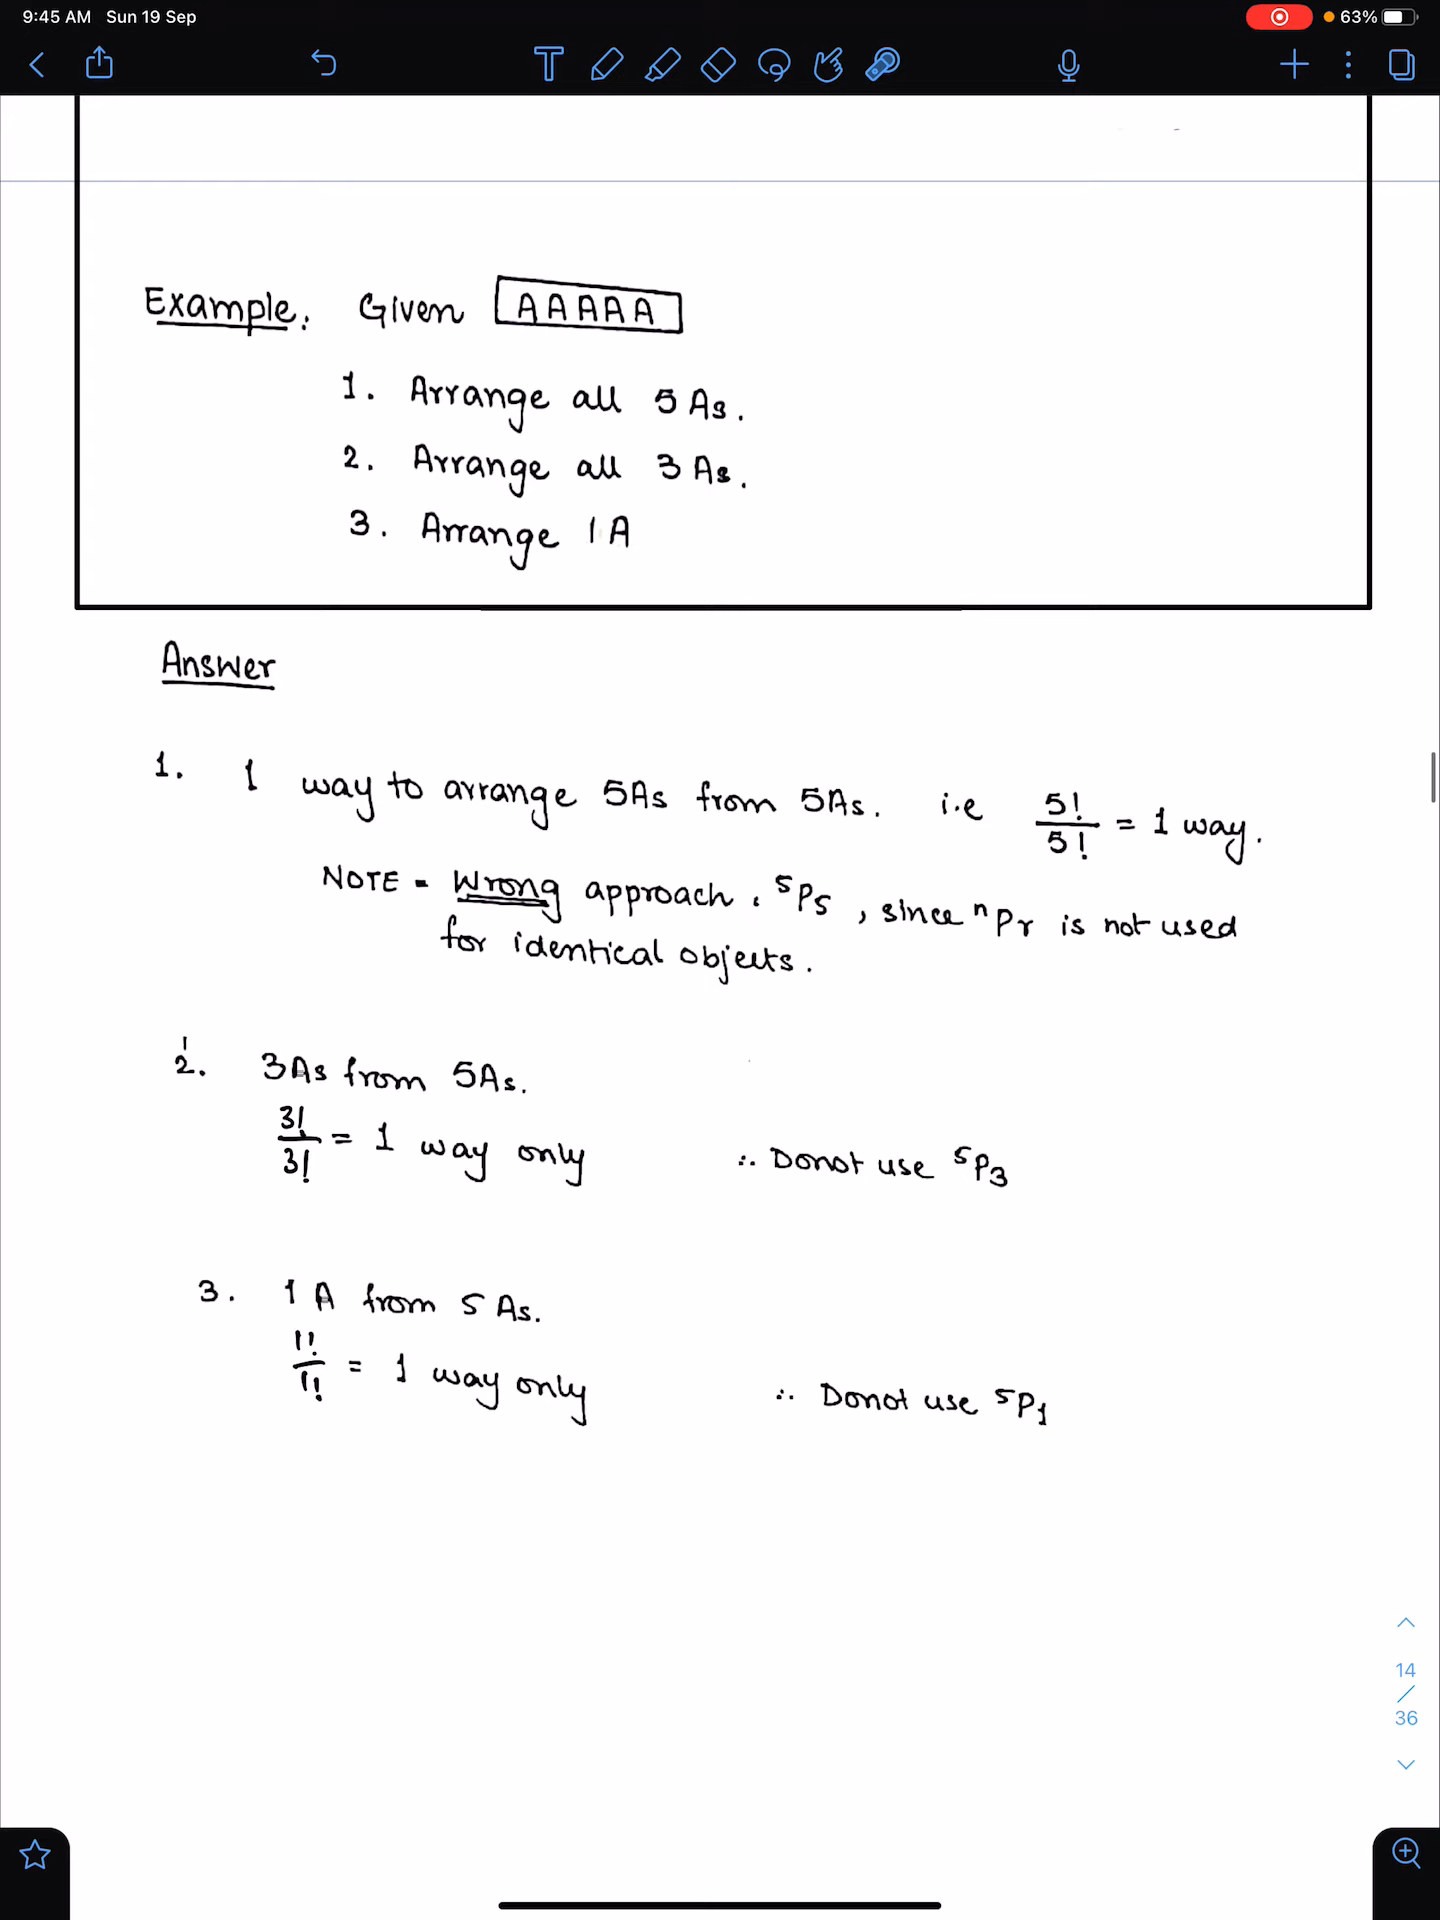 9:45 AM Sun 19 Sep
63%
Example. Given AAAAA
1. Arrange all 5 As.
2. Arrange all 3 As.
3. Arrange 1 A
Answer
1. 1 way to arrange 5As from 5As. i.e 5!/5! = 1 way.
NOTE - Wrong approach. ⁵P₅, since ⁿPr is not used
for identical objects.
2. 3As from 5As.
3!/3! = 1 way only ∴ Donot use ⁵P₃
3. 1 A from 5 As.
1!/1! = 1 way only ∴ Donot use ⁵P₁
14
/
36